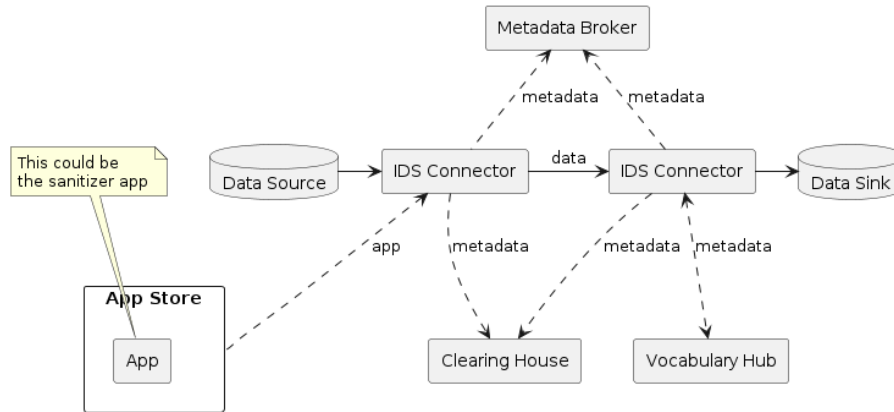 Metadata Broker
metadata
metadata
This could be
the sanitizer app
Data Source
IDS Connector
data
IDS Connector
Data Sink
app
metadata
metadata
metadata
App Store
App
Clearing House
Vocabulary Hub